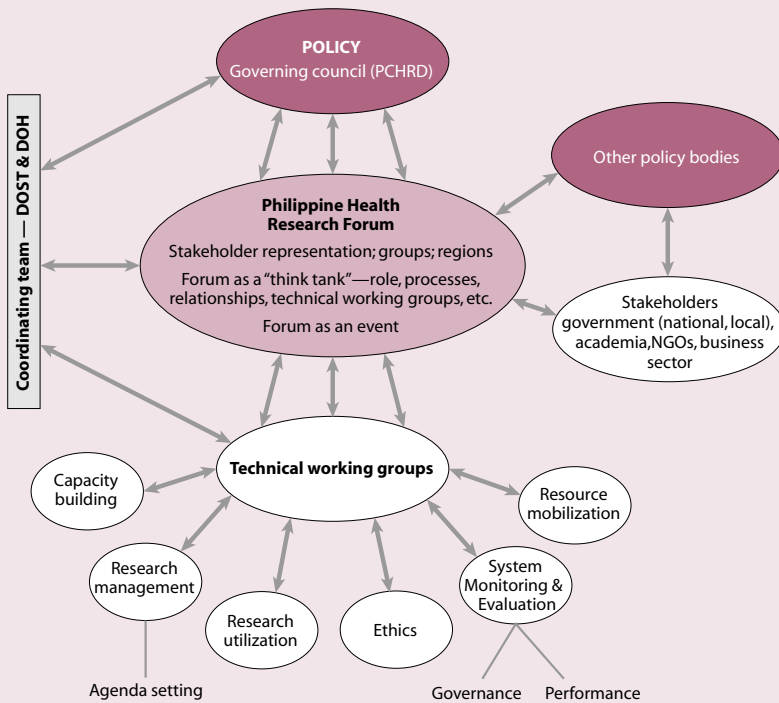 POLICY
Governing council (PCHRD)
Coordinating team — DOST & DOH
Other policy bodies
Philippine Health
Research Forum
Stakeholder representation; groups; regions
Forum as a “think tank”—role, processes,
relationships, technical working groups, etc.
Forum as an event
Stakeholders
government (national, local),
academia,NGOs, business
sector
Technical working groups
Capacity
building
Resource
mobilization
Research
management
System
Monitoring &
Evaluation
Research
utilization
Ethics
Agenda setting
Governance
Performance